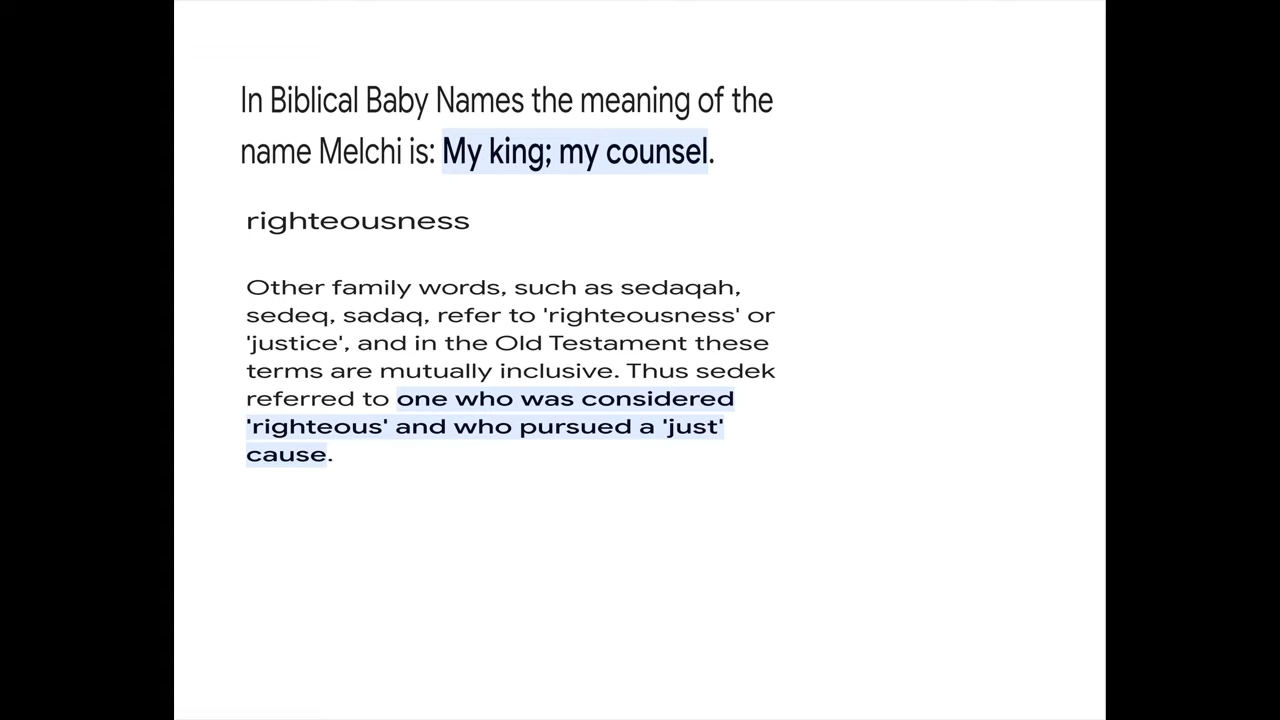 In Biblical Baby Names the meaning of the
name Melchi is: My king; my counsel.
righteousness
Other family words, such as sedaqah,
sedeq, sadaq, refer to 'righteousness' or
'justice', and in the Old Testament these
terms are mutually inclusive. Thus sedek
referred to one who was considered
'righteous' and who pursued a 'just'
cause.